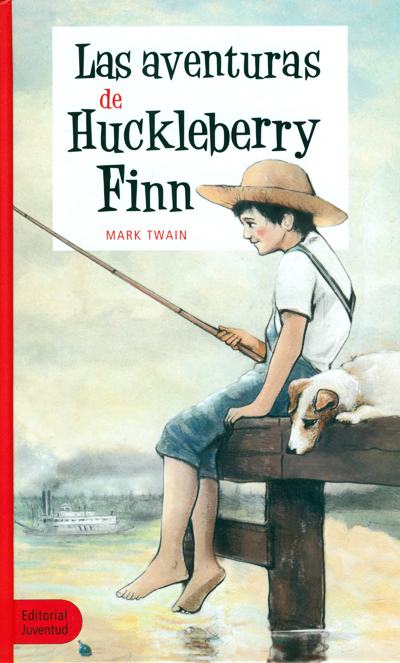 Las aventuras
de
Huckleberry
Finn
MARK TWAIN
Editorial
Juventud